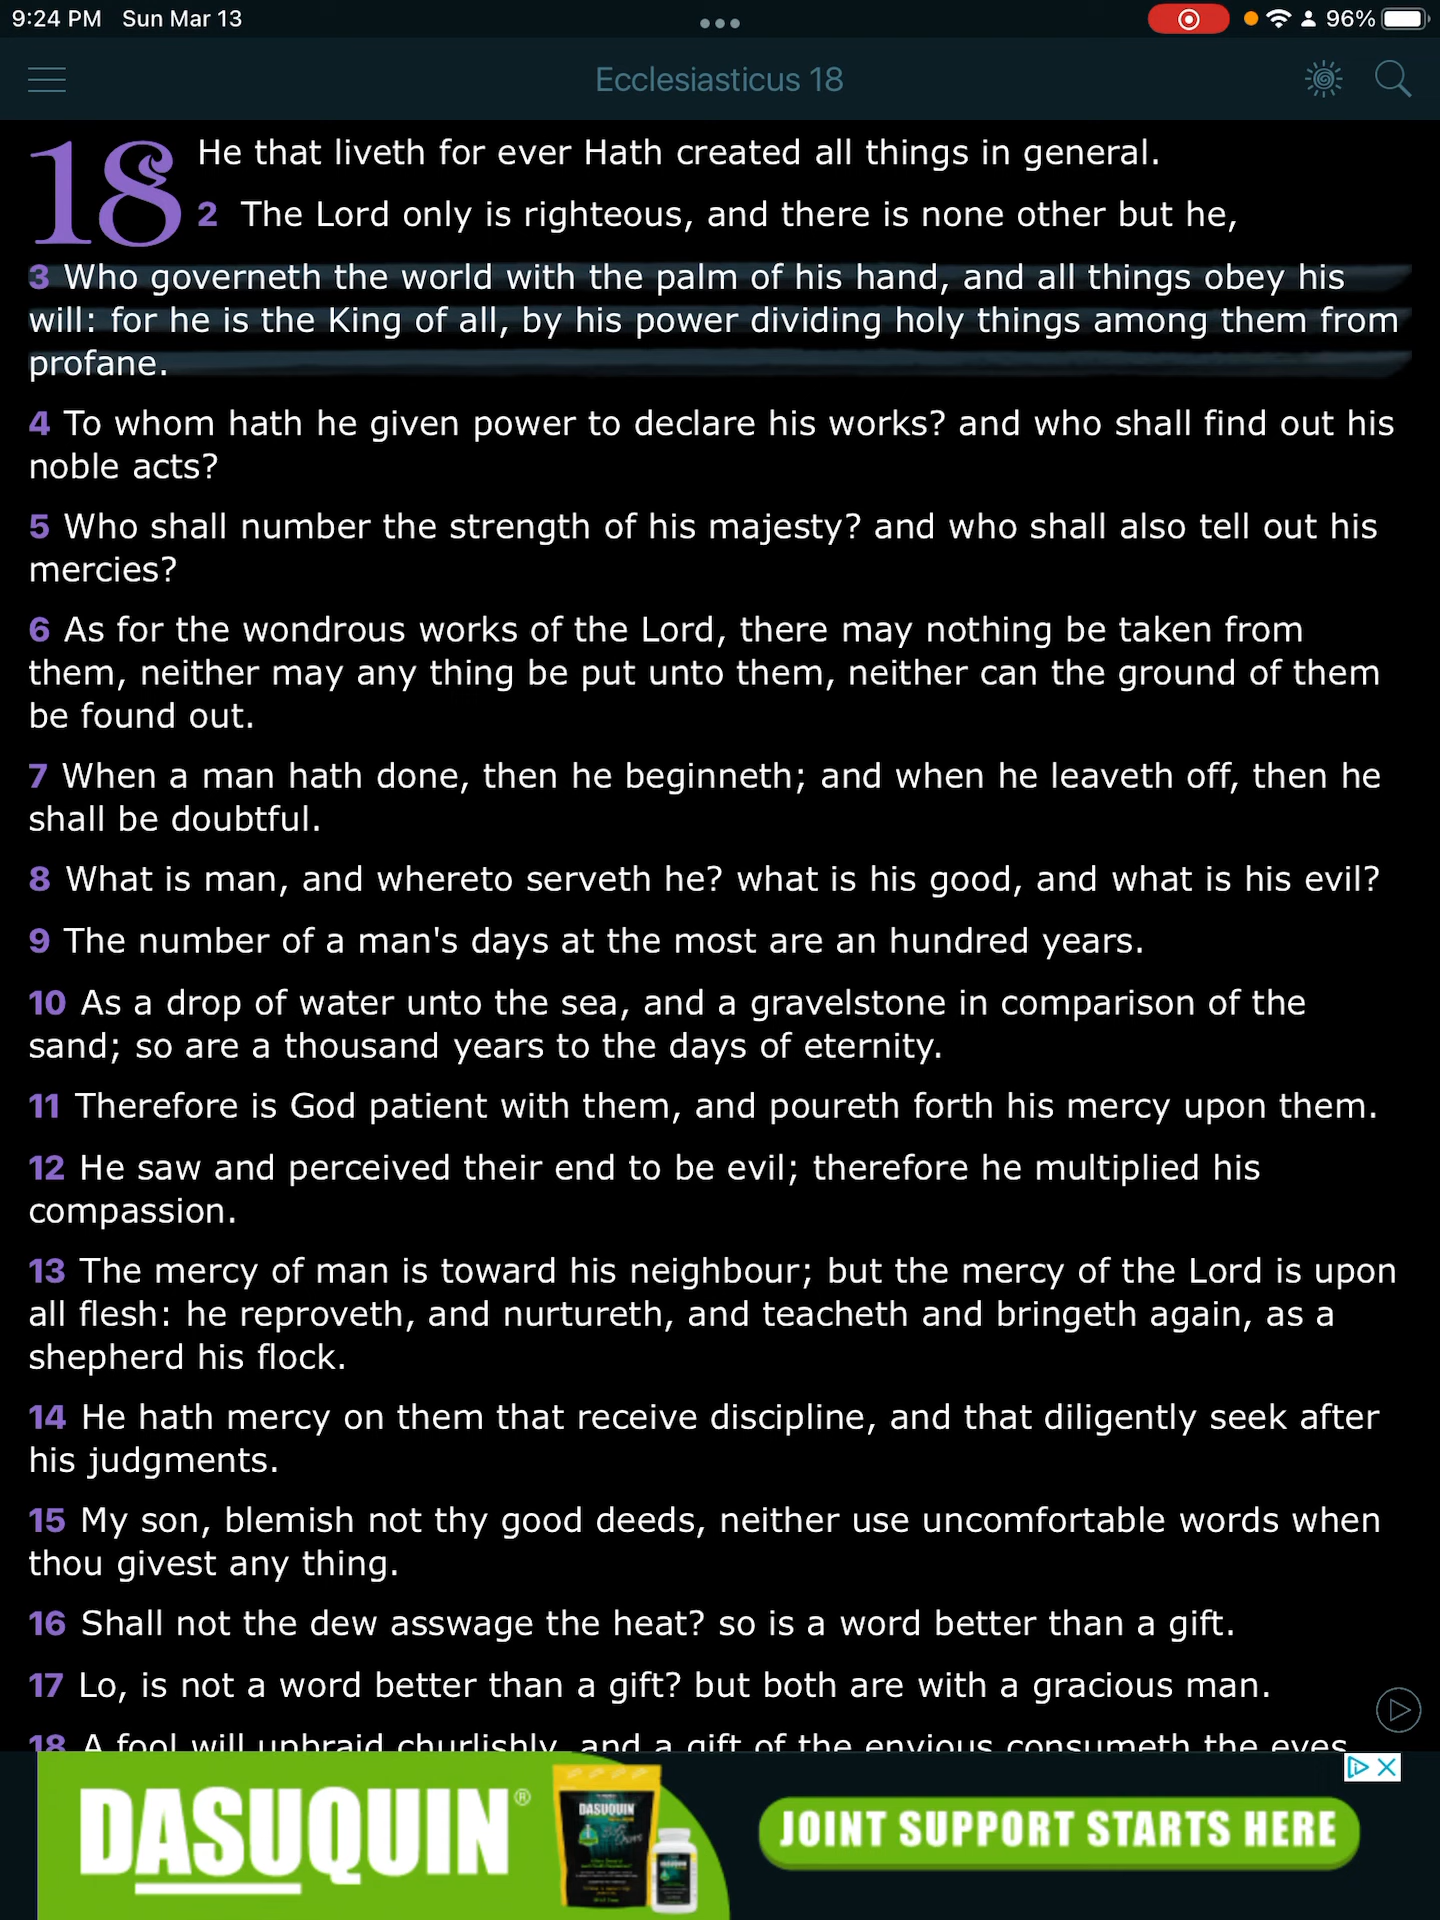 9:24 PM Sun Mar 13
96%
Ecclesiasticus 18
18 He that liveth for ever Hath created all things in general.
2 The Lord only is righteous, and there is none other but he,
3 Who governeth the world with the palm of his hand, and all things obey his
will: for he is the King of all, by his power dividing holy things among them from
profane.
4 To whom hath he given power to declare his works? and who shall find out his
noble acts?
5 Who shall number the strength of his majesty? and who shall also tell out his
mercies?
6 As for the wondrous works of the Lord, there may nothing be taken from
them, neither may any thing be put unto them, neither can the ground of them
be found out.
7 When a man hath done, then he beginneth; and when he leaveth off, then he
shall be doubtful.
8 What is man, and whereto serveth he? what is his good, and what is his evil?
9 The number of a man's days at the most are an hundred years.
10 As a drop of water unto the sea, and a gravelstone in comparison of the
sand; so are a thousand years to the days of eternity.
11 Therefore is God patient with them, and poureth forth his mercy upon them.
12 He saw and perceived their end to be evil; therefore he multiplied his
compassion.
13 The mercy of man is toward his neighbour; but the mercy of the Lord is upon
all flesh: he reproveth, and nurtureth, and teacheth and bringeth again, as a
shepherd his flock.
14 He hath mercy on them that receive discipline, and that diligently seek after
his judgments.
15 My son, blemish not thy good deeds, neither use uncomfortable words when
thou givest any thing.
16 Shall not the dew asswage the heat? so is a word better than a gift.
17 Lo, is not a word better than a gift? but both are with a gracious man.
18 A fool will upbraid churlishly, and a gift of the envious consumeth the eyes.
DASUQUIN®
DASUQUIN
JOINT SUPPORT STARTS HERE